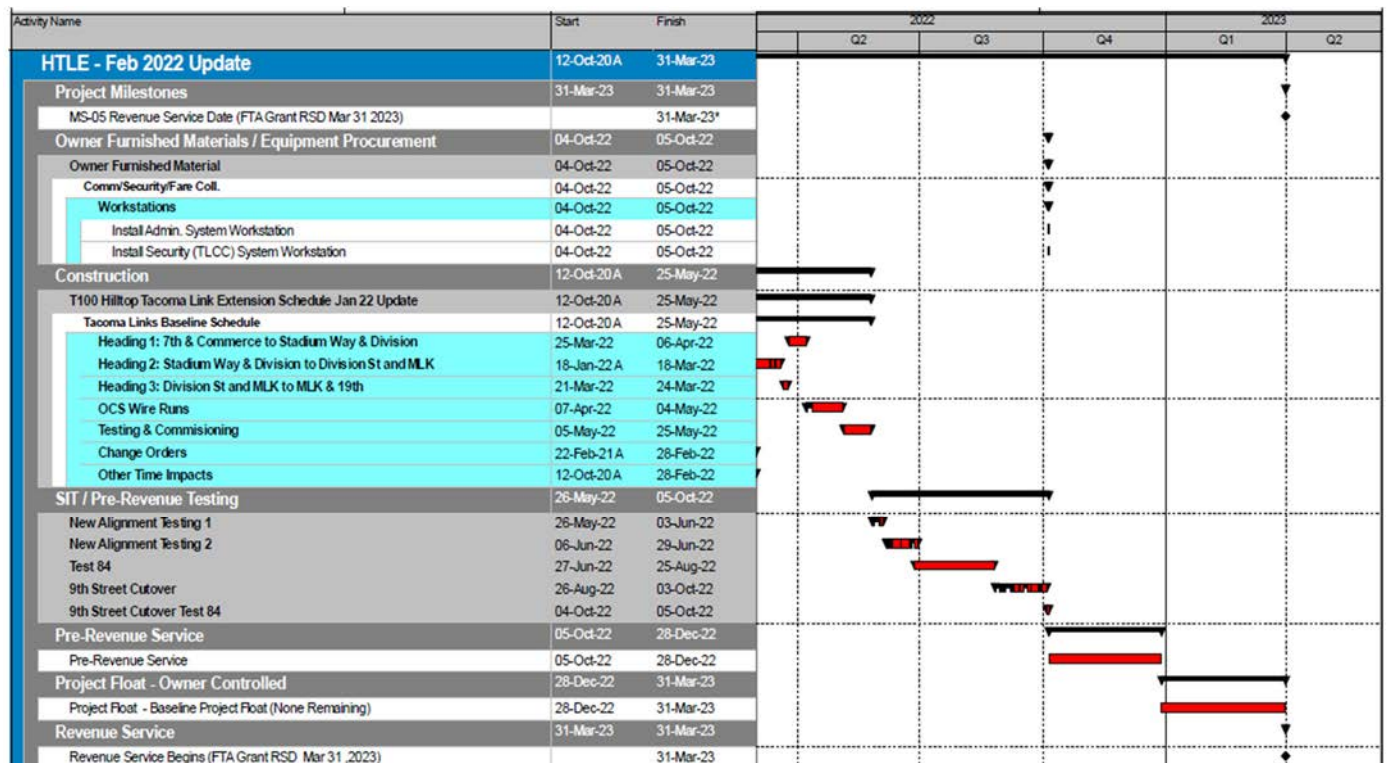 Activity Name Start Finish 2022 2023
Q2 Q3 Q4 Q1 Q2
HTLE - Feb 2022 Update 12-Oct-20 A 31-Mar-23
Project Milestones 31-Mar-23 31-Mar-23
MS-05 Revenue Service Date (FTA Grant RSD Mar 31 2023) 31-Mar-23*
Owner Furnished Materials / Equipment Procurement 04-Oct-22 05-Oct-22
Owner Furnished Material 04-Oct-22 05-Oct-22
Comm/Security/Fare Coll. 04-Oct-22 05-Oct-22
Workstations 04-Oct-22 05-Oct-22
Install Admin. System Workstation 04-Oct-22 05-Oct-22
Install Security (TLCC) System Workstation 04-Oct-22 05-Oct-22
Construction 12-Oct-20 A 25-May-22
T100 Hilltop Tacoma Link Extension Schedule Jan 22 Update 12-Oct-20 A 25-May-22
Tacoma Links Baseline Schedule 12-Oct-20 A 25-May-22
Heading 1: 7th & Commerce to Stadium Way & Division 25-Mar-22 06-Apr-22
Heading 2: Stadium Way & Division to Division St and MLK 18-Jan-22 A 18-Mar-22
Heading 3: Division St and MLK to MLK & 19th 21-Mar-22 24-Mar-22
OCS Wire Runs 07-Apr-22 04-May-22
Testing & Commisioning 05-May-22 25-May-22
Change Orders 22-Feb-21 A 28-Feb-22
Other Time Impacts 12-Oct-20 A 28-Feb-22
SIT / Pre-Revenue Testing 26-May-22 05-Oct-22
New Alignment Testing 1 26-May-22 03-Jun-22
New Alignment Testing 2 06-Jun-22 29-Jun-22
Test 84 27-Jun-22 25-Aug-22
9th Street Cutover 26-Aug-22 03-Oct-22
9th Street Cutover Test 84 04-Oct-22 05-Oct-22
Pre-Revenue Service 05-Oct-22 28-Dec-22
Pre-Revenue Service 05-Oct-22 28-Dec-22
Project Float - Owner Controlled 28-Dec-22 31-Mar-23
Project Float - Baseline Project Float (None Remaining) 28-Dec-22 31-Mar-23
Revenue Service 31-Mar-23 31-Mar-23
Revenue Service Begins (FTA Grant RSD Mar 31 ,2023) 31-Mar-23